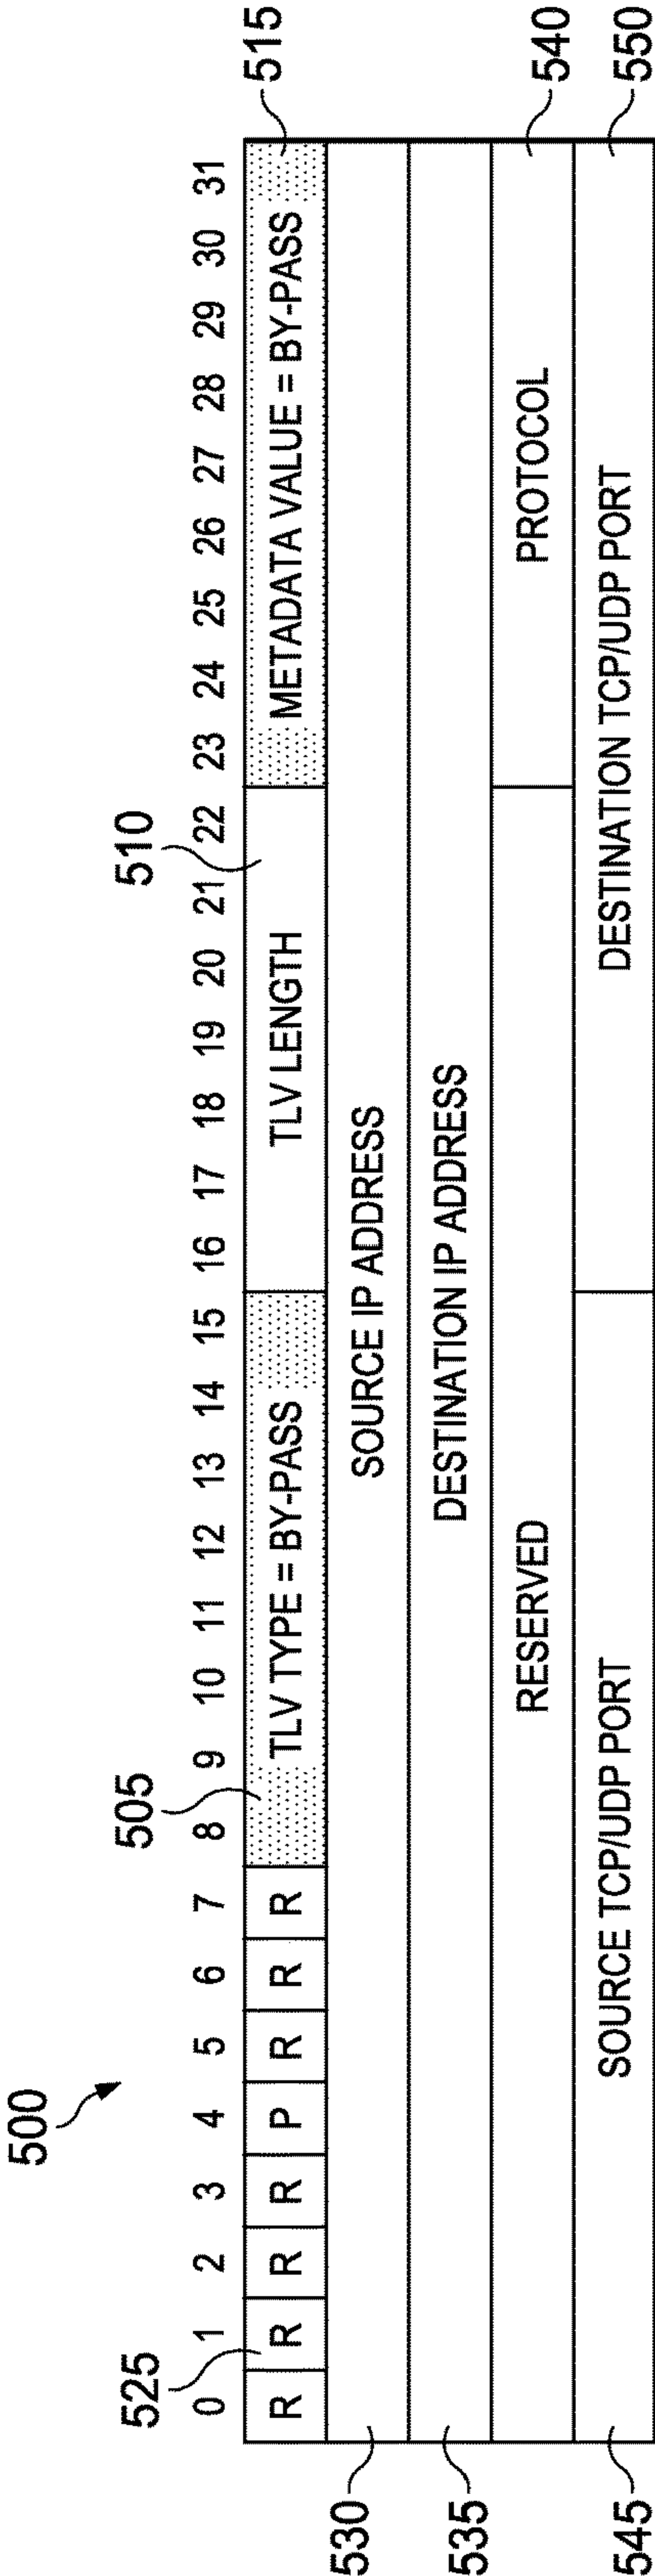 500
525
505
510
0 1 2 3 4 5 6 7 8 9 10 11 12 13 14 15 16 17 18 19 20 21 22 23 24 25 26 27 28 29 30 31
R R R R P R R R TLV TYPE = BY-PASS TLV LENGTH METADATA VALUE = BY-PASS 515
530 SOURCE IP ADDRESS
535 DESTINATION IP ADDRESS
RESERVED PROTOCOL 540
545 SOURCE TCP/UDP PORT DESTINATION TCP/UDP PORT 550